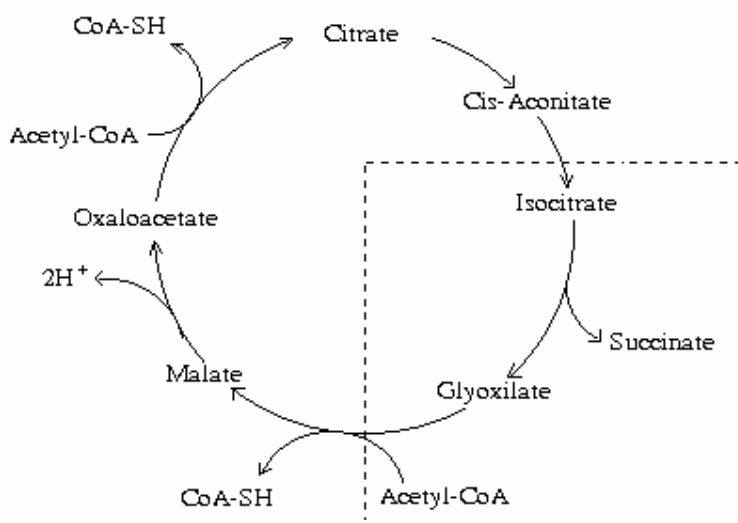 CoA-SH
Citrate
Cis-Aconitate
Acetyl-CoA
Isocitrate
Oxaloacetate
2H+
Succinate
Malate
Glyoxilate
CoA-SH
Acetyl-CoA